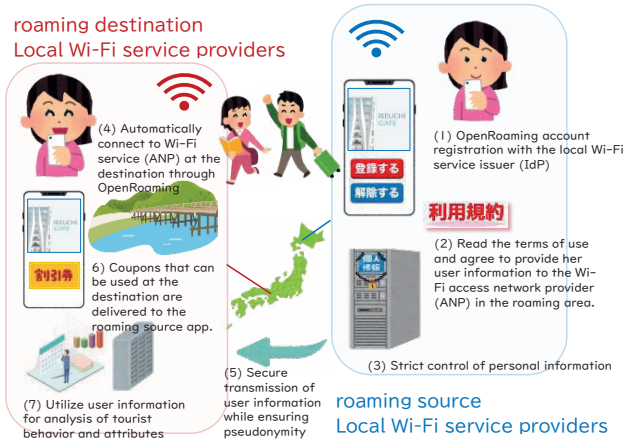 roaming destination
Local Wi-Fi service providers
(4) Automatically
connect to Wi-Fi
service (ANP) at the
destination through
OpenRoaming
IKEUCHI
GATE
割引券
6) Coupons that can
be used at the
destination are
delivered to the
roaming source app.
(7) Utilize user information
for analysis of tourist
behavior and attributes
(5) Secure
transmission of
user information
while ensuring
pseudonymity
IKEUCHI
GATE
登録する
解除する
(1) OpenRoaming account
registration with the local Wi-Fi
service issuer (IdP)
利用規約
(2) Read the terms of use
and agree to provide her
user information to the Wi-
Fi access network provider
(ANP) in the roaming area.
個人
情報
(3) Strict control of personal information
roaming source
Local Wi-Fi service providers